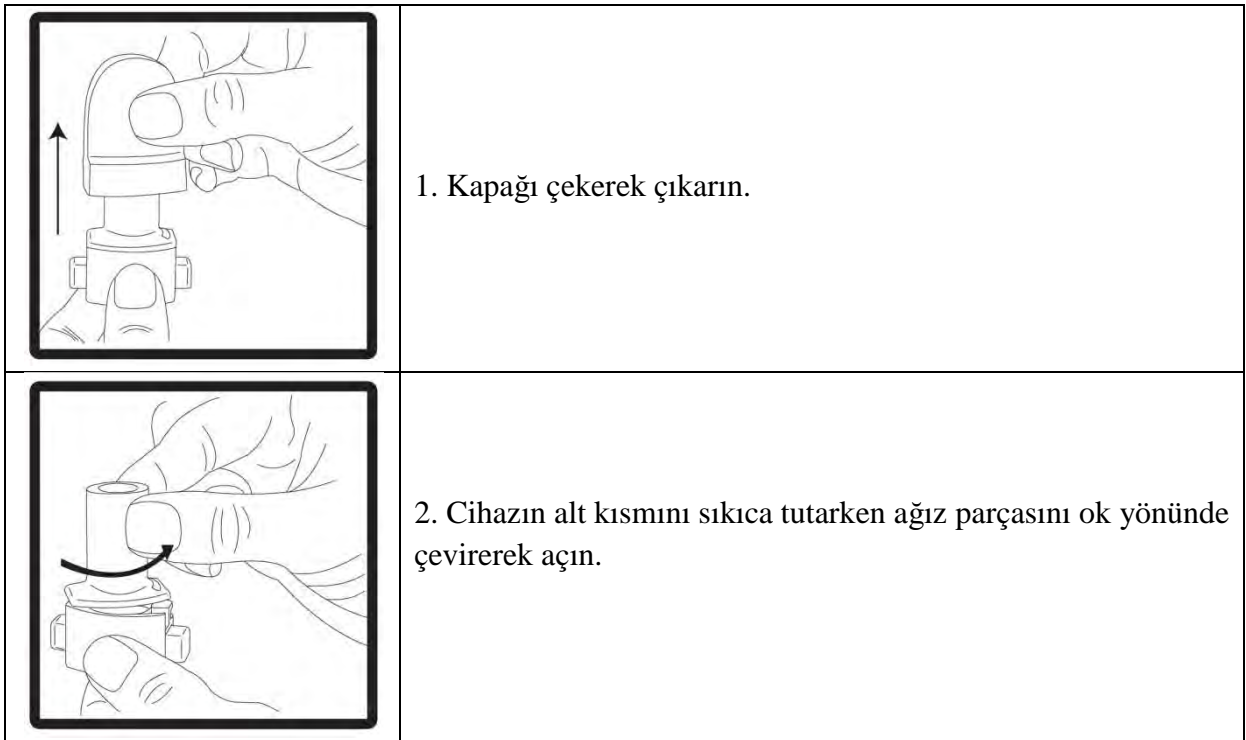 1. Kapağı çekerek çıkarın.
2. Cihazın alt kısmını sıkıca tutarken ağız parçasını ok yönünde
çevirerek açın.